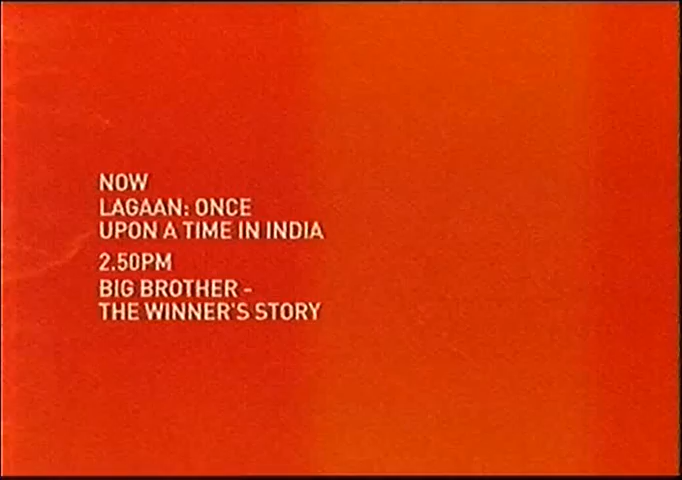 NOW
LAGAAN: ONCE
UPON A TIME IN INDIA
2.50PM
BIG BROTHER -
THE WINNER'S STORY